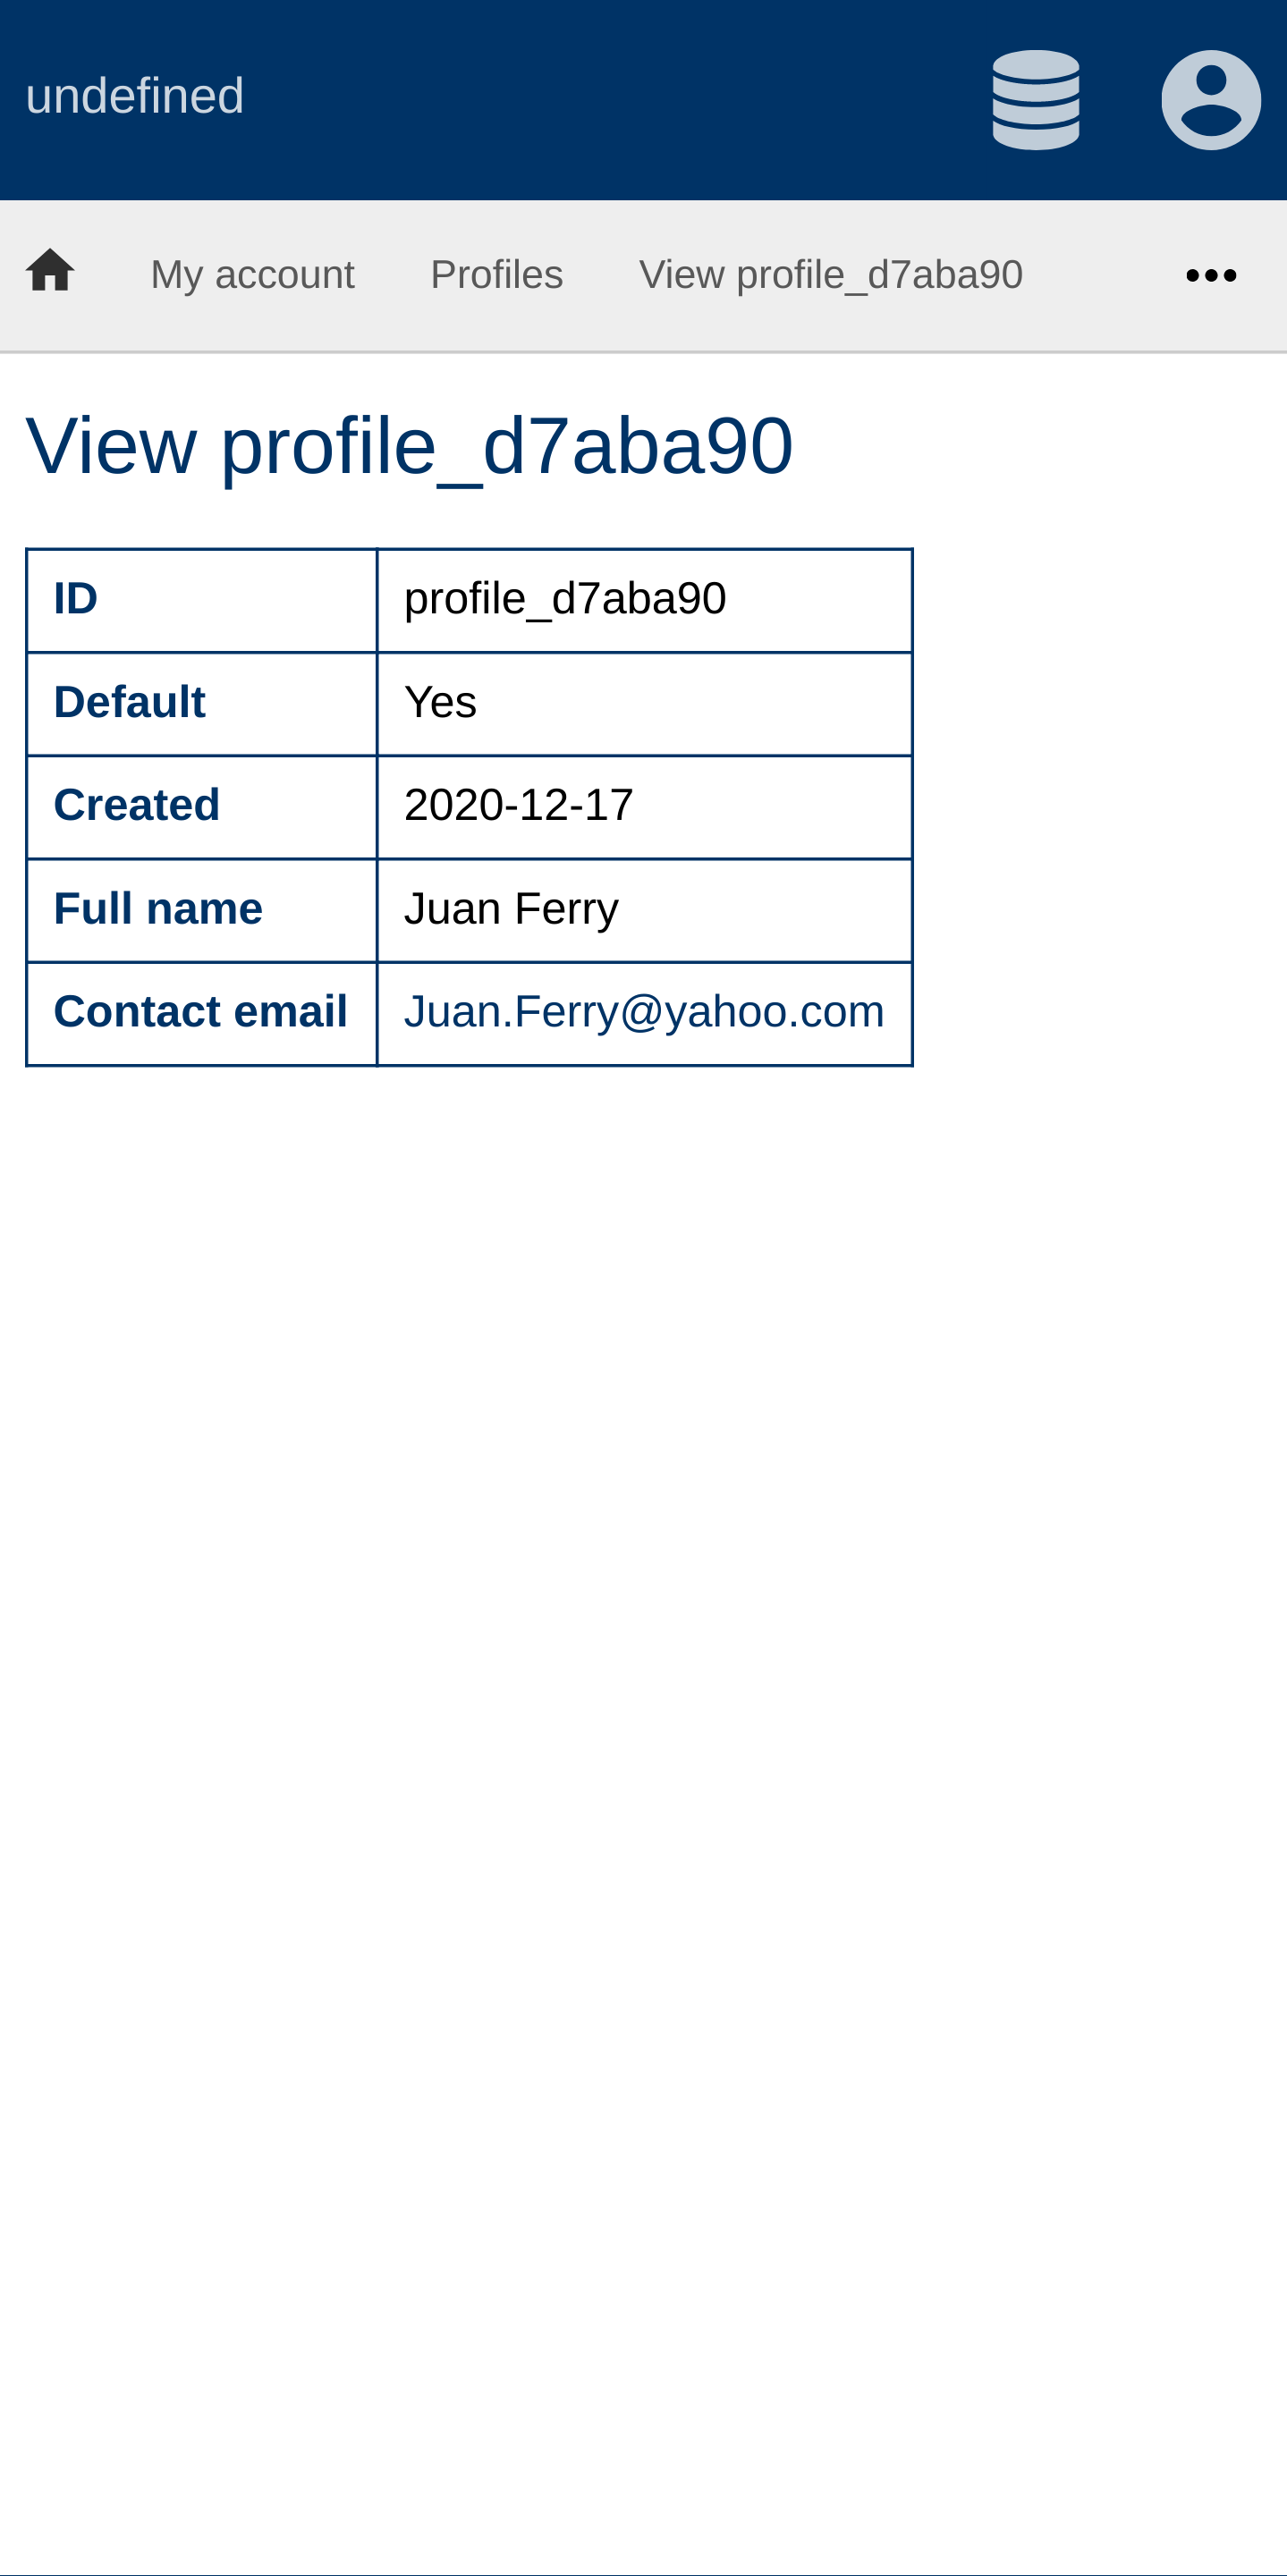 undefined
My account Profiles View profile_d7aba90
View profile_d7aba90
ID profile_d7aba90
Default Yes
Created 2020-12-17
Full name Juan Ferry
Contact email Juan.Ferry@yahoo.com